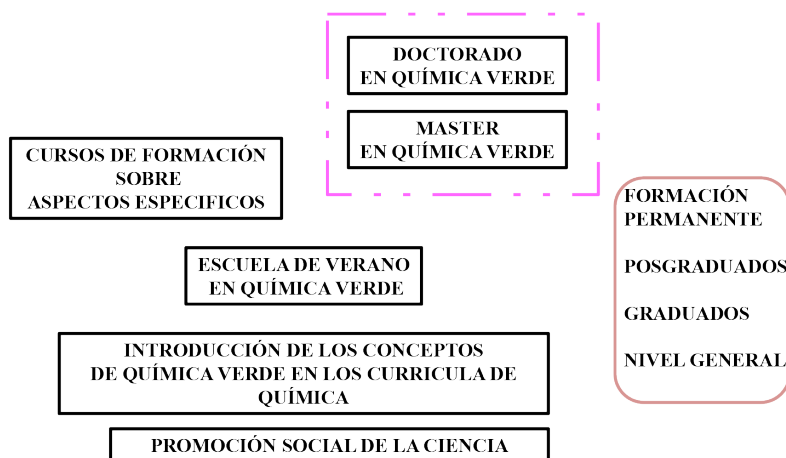 DOCTORADO
EN QUÍMICA VERDE
MASTER
EN QUÍMICA VERDE
CURSOS DE FORMACIÓN
SOBRE
ASPECTOS ESPECIFICOS
FORMACIÓN
PERMANENTE
POSGRADUADOS
GRADUADOS
NIVEL GENERAL
ESCUELA DE VERANO
EN QUÍMICA VERDE
INTRODUCCIÓN DE LOS CONCEPTOS
DE QUÍMICA VERDE EN LOS CURRICULA DE
QUÍMICA
PROMOCIÓN SOCIAL DE LA CIENCIA